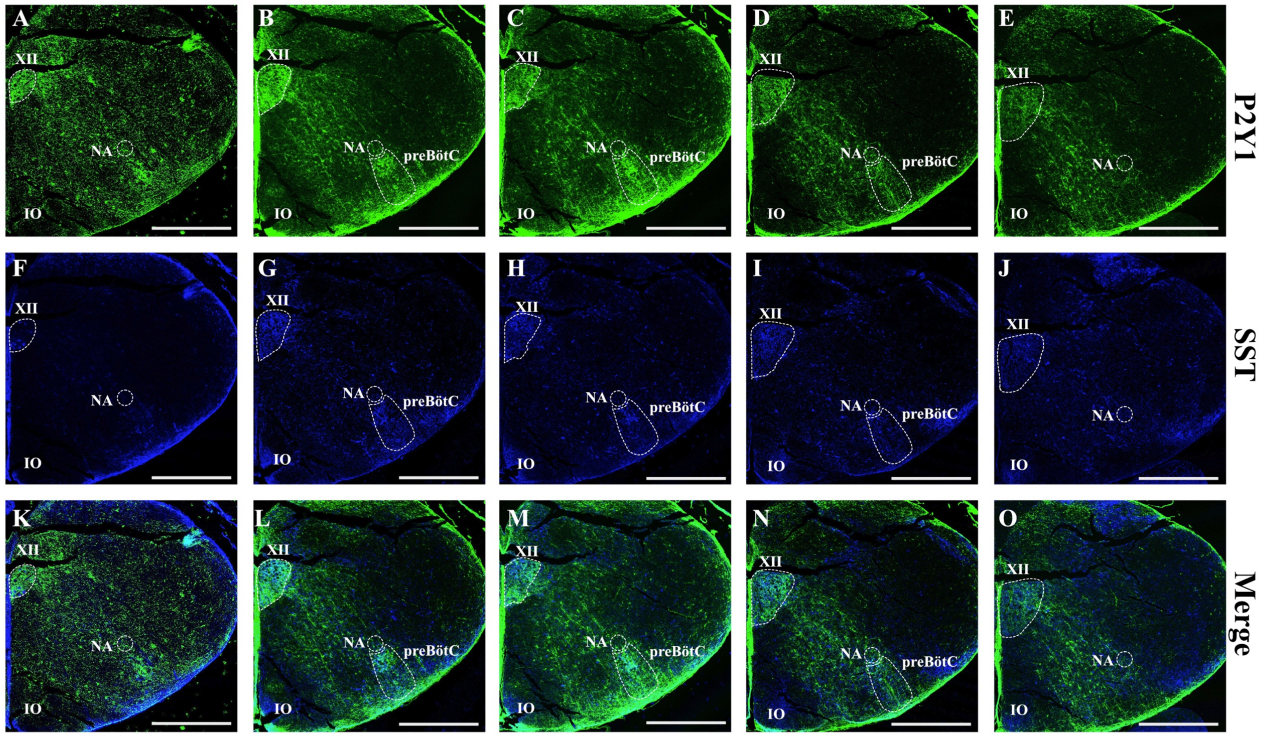 A
XII
NA
IO
B
XII
NA
preBötC
IO
C
XII
NA
preBötC
IO
D
XII
NA
preBötC
IO
E
XII
NA
IO
P2Y1
F
XII
NA
IO
G
XII
NA
preBötC
IO
H
XII
NA
preBötC
IO
I
XII
NA
preBötC
IO
J
XII
NA
IO
SST
K
XII
NA
IO
L
XII
NA
preBötC
IO
M
XII
NA
preBötC
IO
N
XII
NA
preBötC
IO
O
XII
NA
IO
Merge